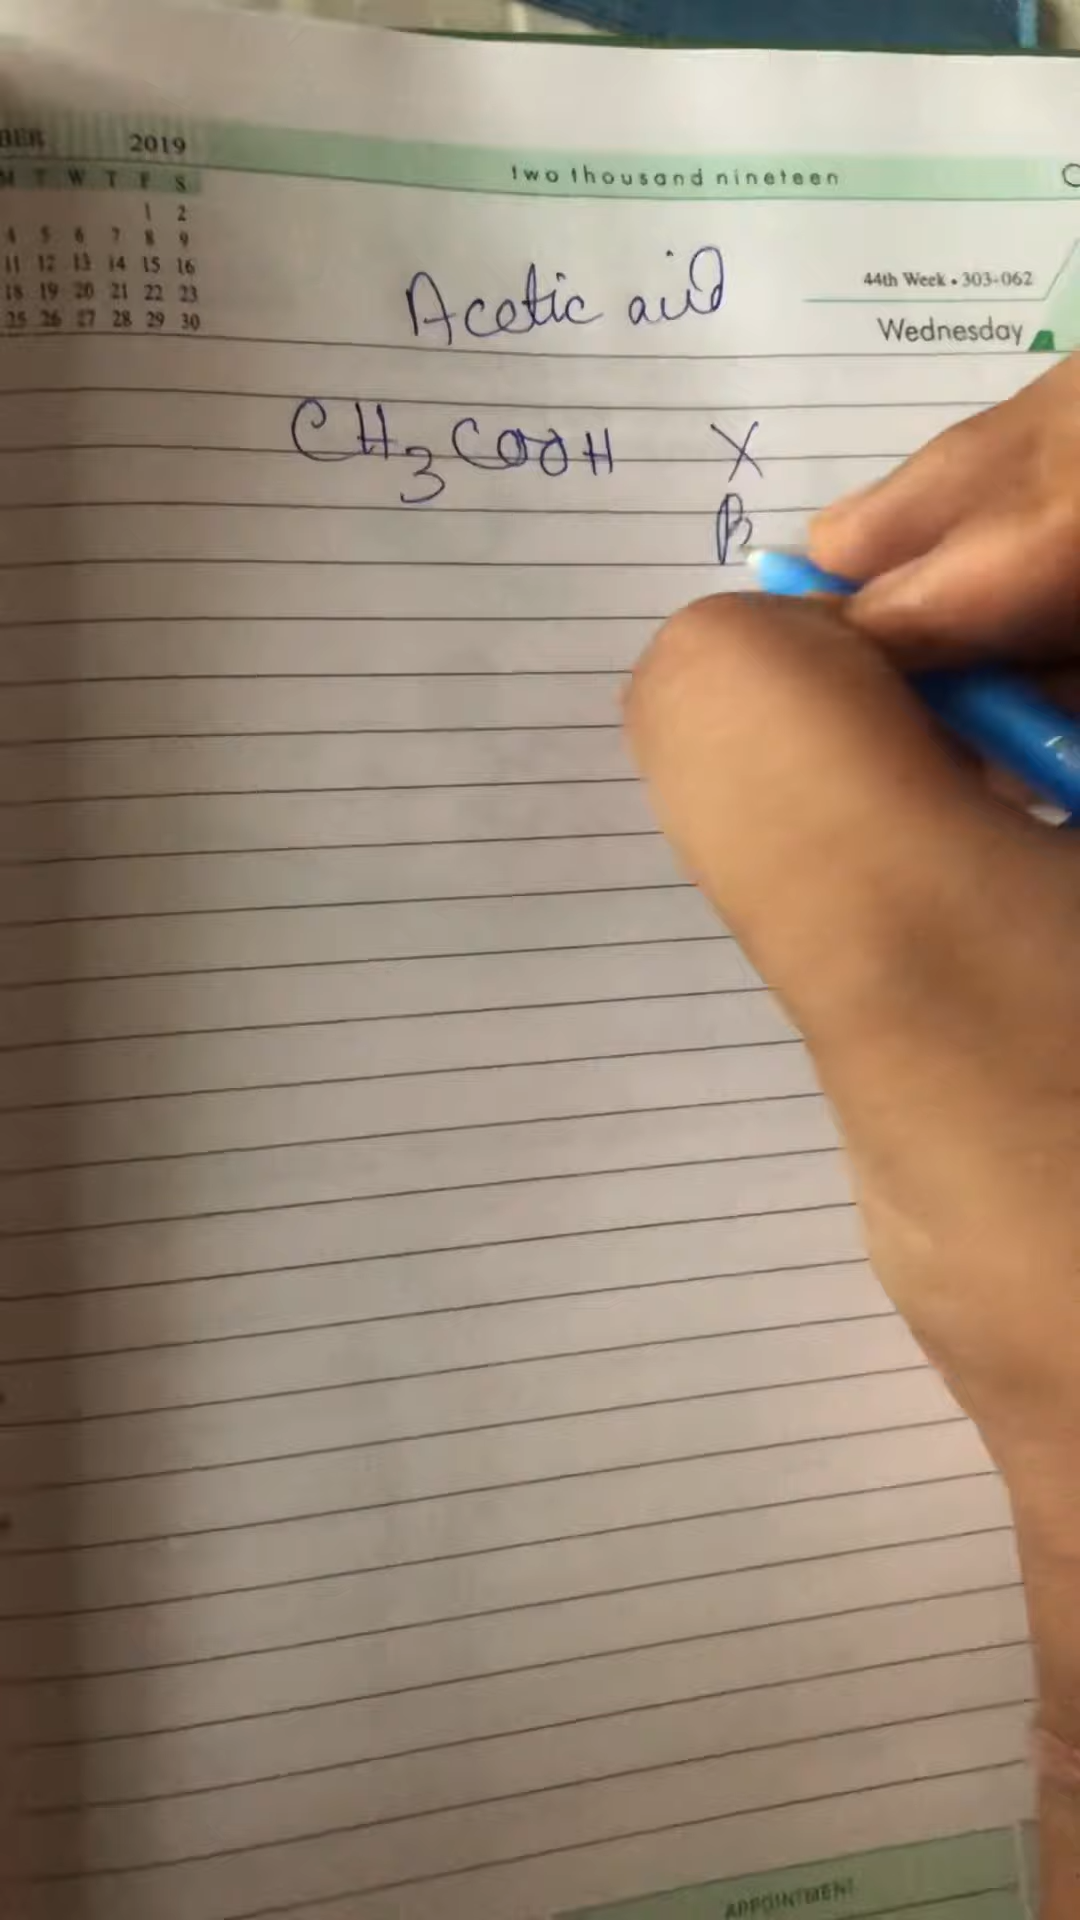 BER 2019
M T W T F S
1 2
4 5 6 7 8 9
11 12 13 14 15 16
18 19 20 21 22 23
25 26 27 28 29 30
two thousand nineteen
44th Week • 303-062
Wednesday
Acetic aid
CH3COOH X
B
APPOINTMENT